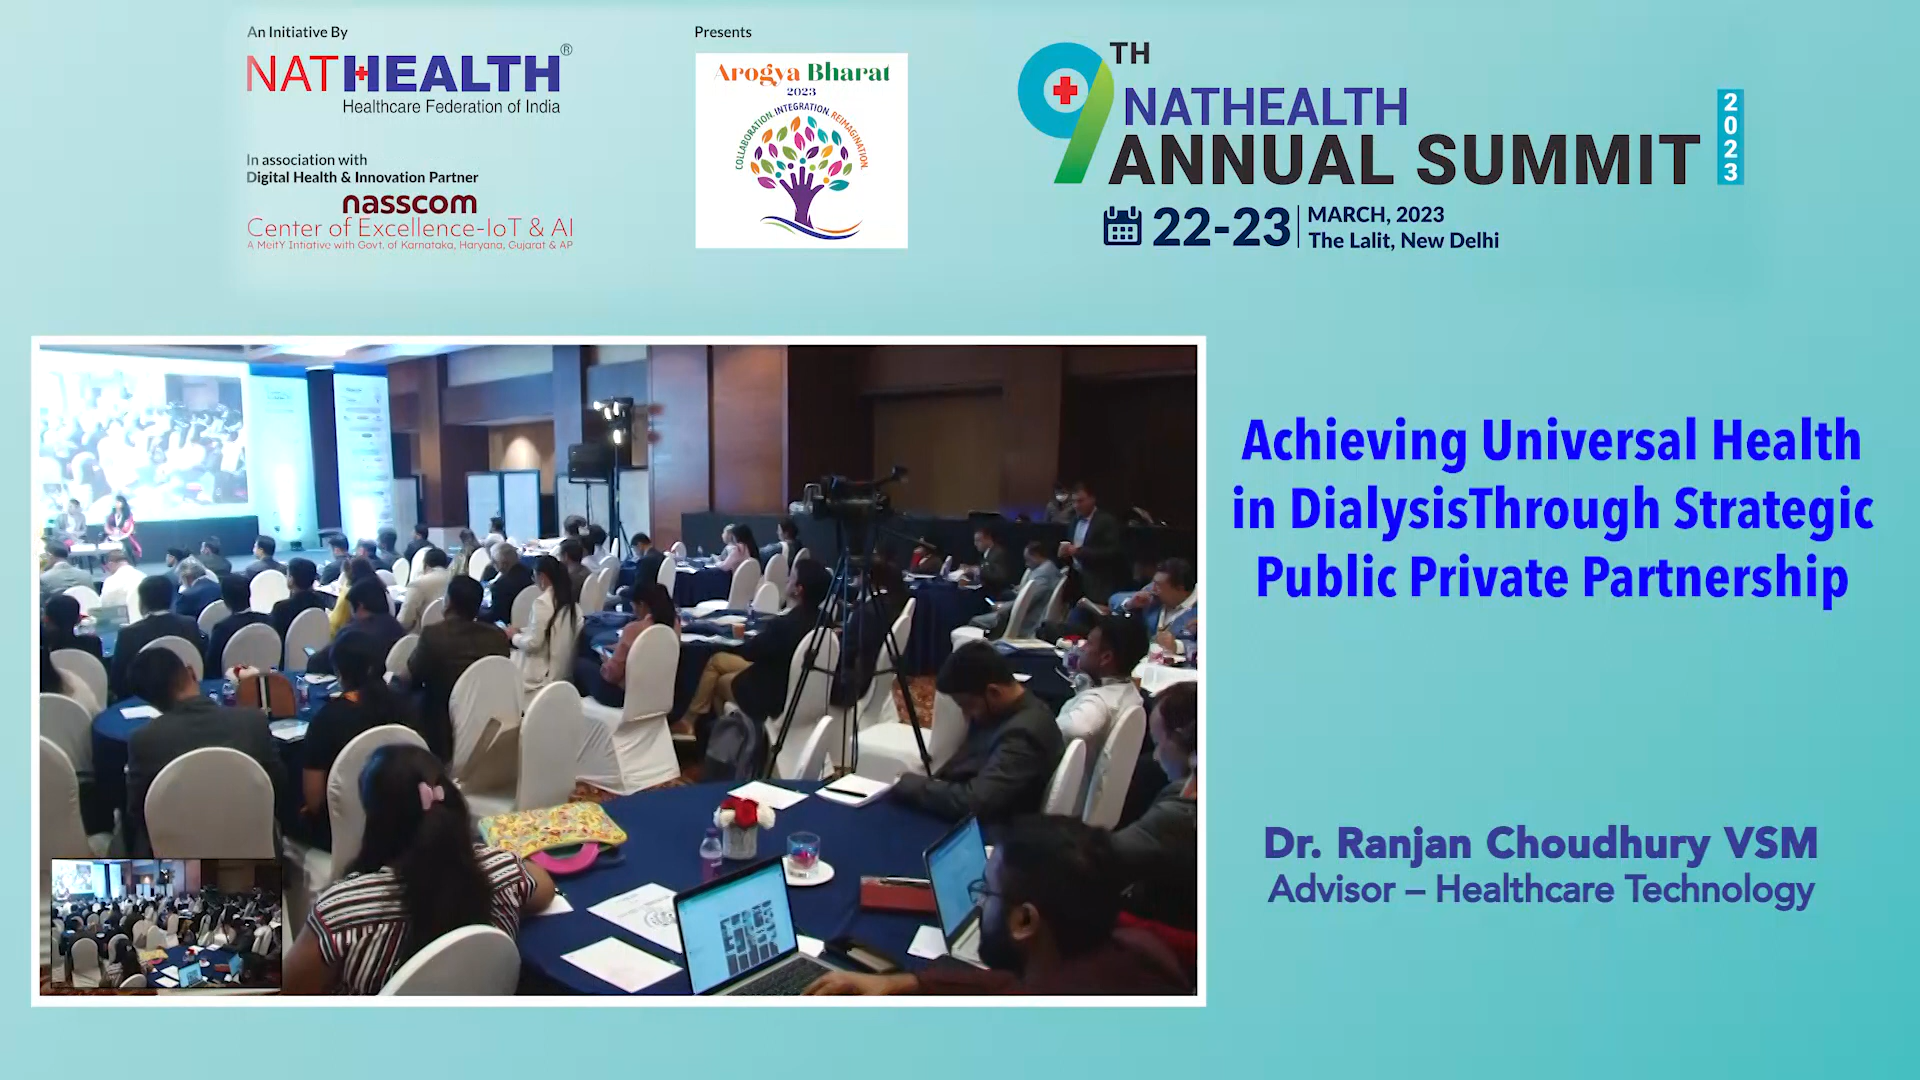 An Initiative By
NATHEALTH®
Healthcare Federation of India
In association with
Digital Health & Innovation Partner
nasscom
Center of Excellence-IoT & AI
A MeitY Intiative with Govt. of Karnataka, Haryana, Gujarat & AP
Presents
Arogya Bharat
2023
COLLABORATION. INTEGRATION. REIMAGINATION.
9TH
NATHEALTH
ANNUAL SUMMIT
2023
22-23
MARCH, 2023
The Lalit, New Delhi
Achieving Universal Health
in DialysisThrough Strategic
Public Private Partnership
Dr. Ranjan Choudhury VSM
Advisor – Healthcare Technology